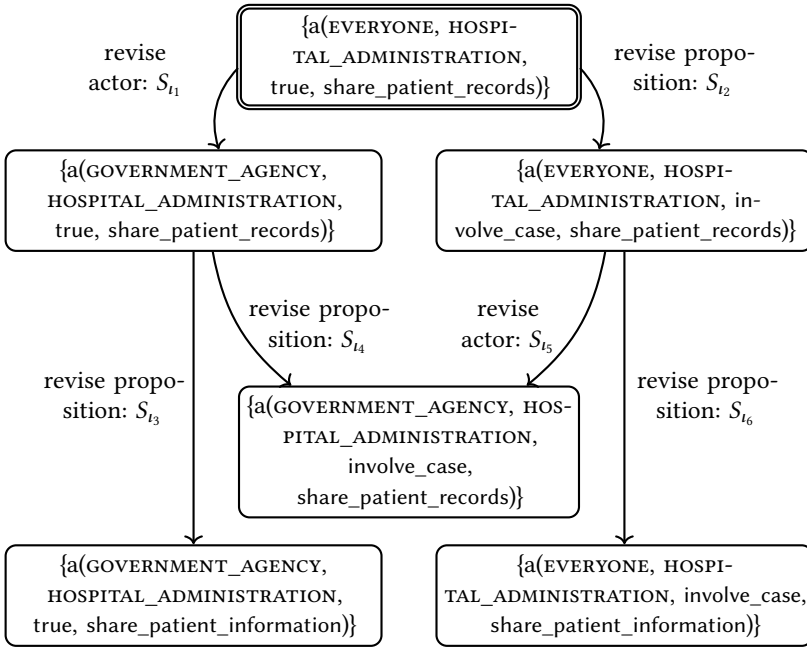 {a(EVERYONE, HOSPI-
TAL_ADMINISTRATION,
true, share_patient_records)}
revise
actor: Sι1
revise propo-
sition: Sι2
{a(GOVERNMENT_AGENCY,
HOSPITAL_ADMINISTRATION,
true, share_patient_records)}
{a(EVERYONE, HOSPI-
TAL_ADMINISTRATION, in-
volve_case, share_patient_records)}
revise propo-
sition: Sι4
revise
actor: Sι5
revise propo-
sition: Sι3
revise propo-
sition: Sι6
{a(GOVERNMENT_AGENCY, HOS-
PITAL_ADMINISTRATION,
involve_case,
share_patient_records)}
{a(GOVERNMENT_AGENCY,
HOSPITAL_ADMINISTRATION,
true, share_patient_information)}
{a(EVERYONE, HOSPI-
TAL_ADMINISTRATION, involve_case,
share_patient_information)}